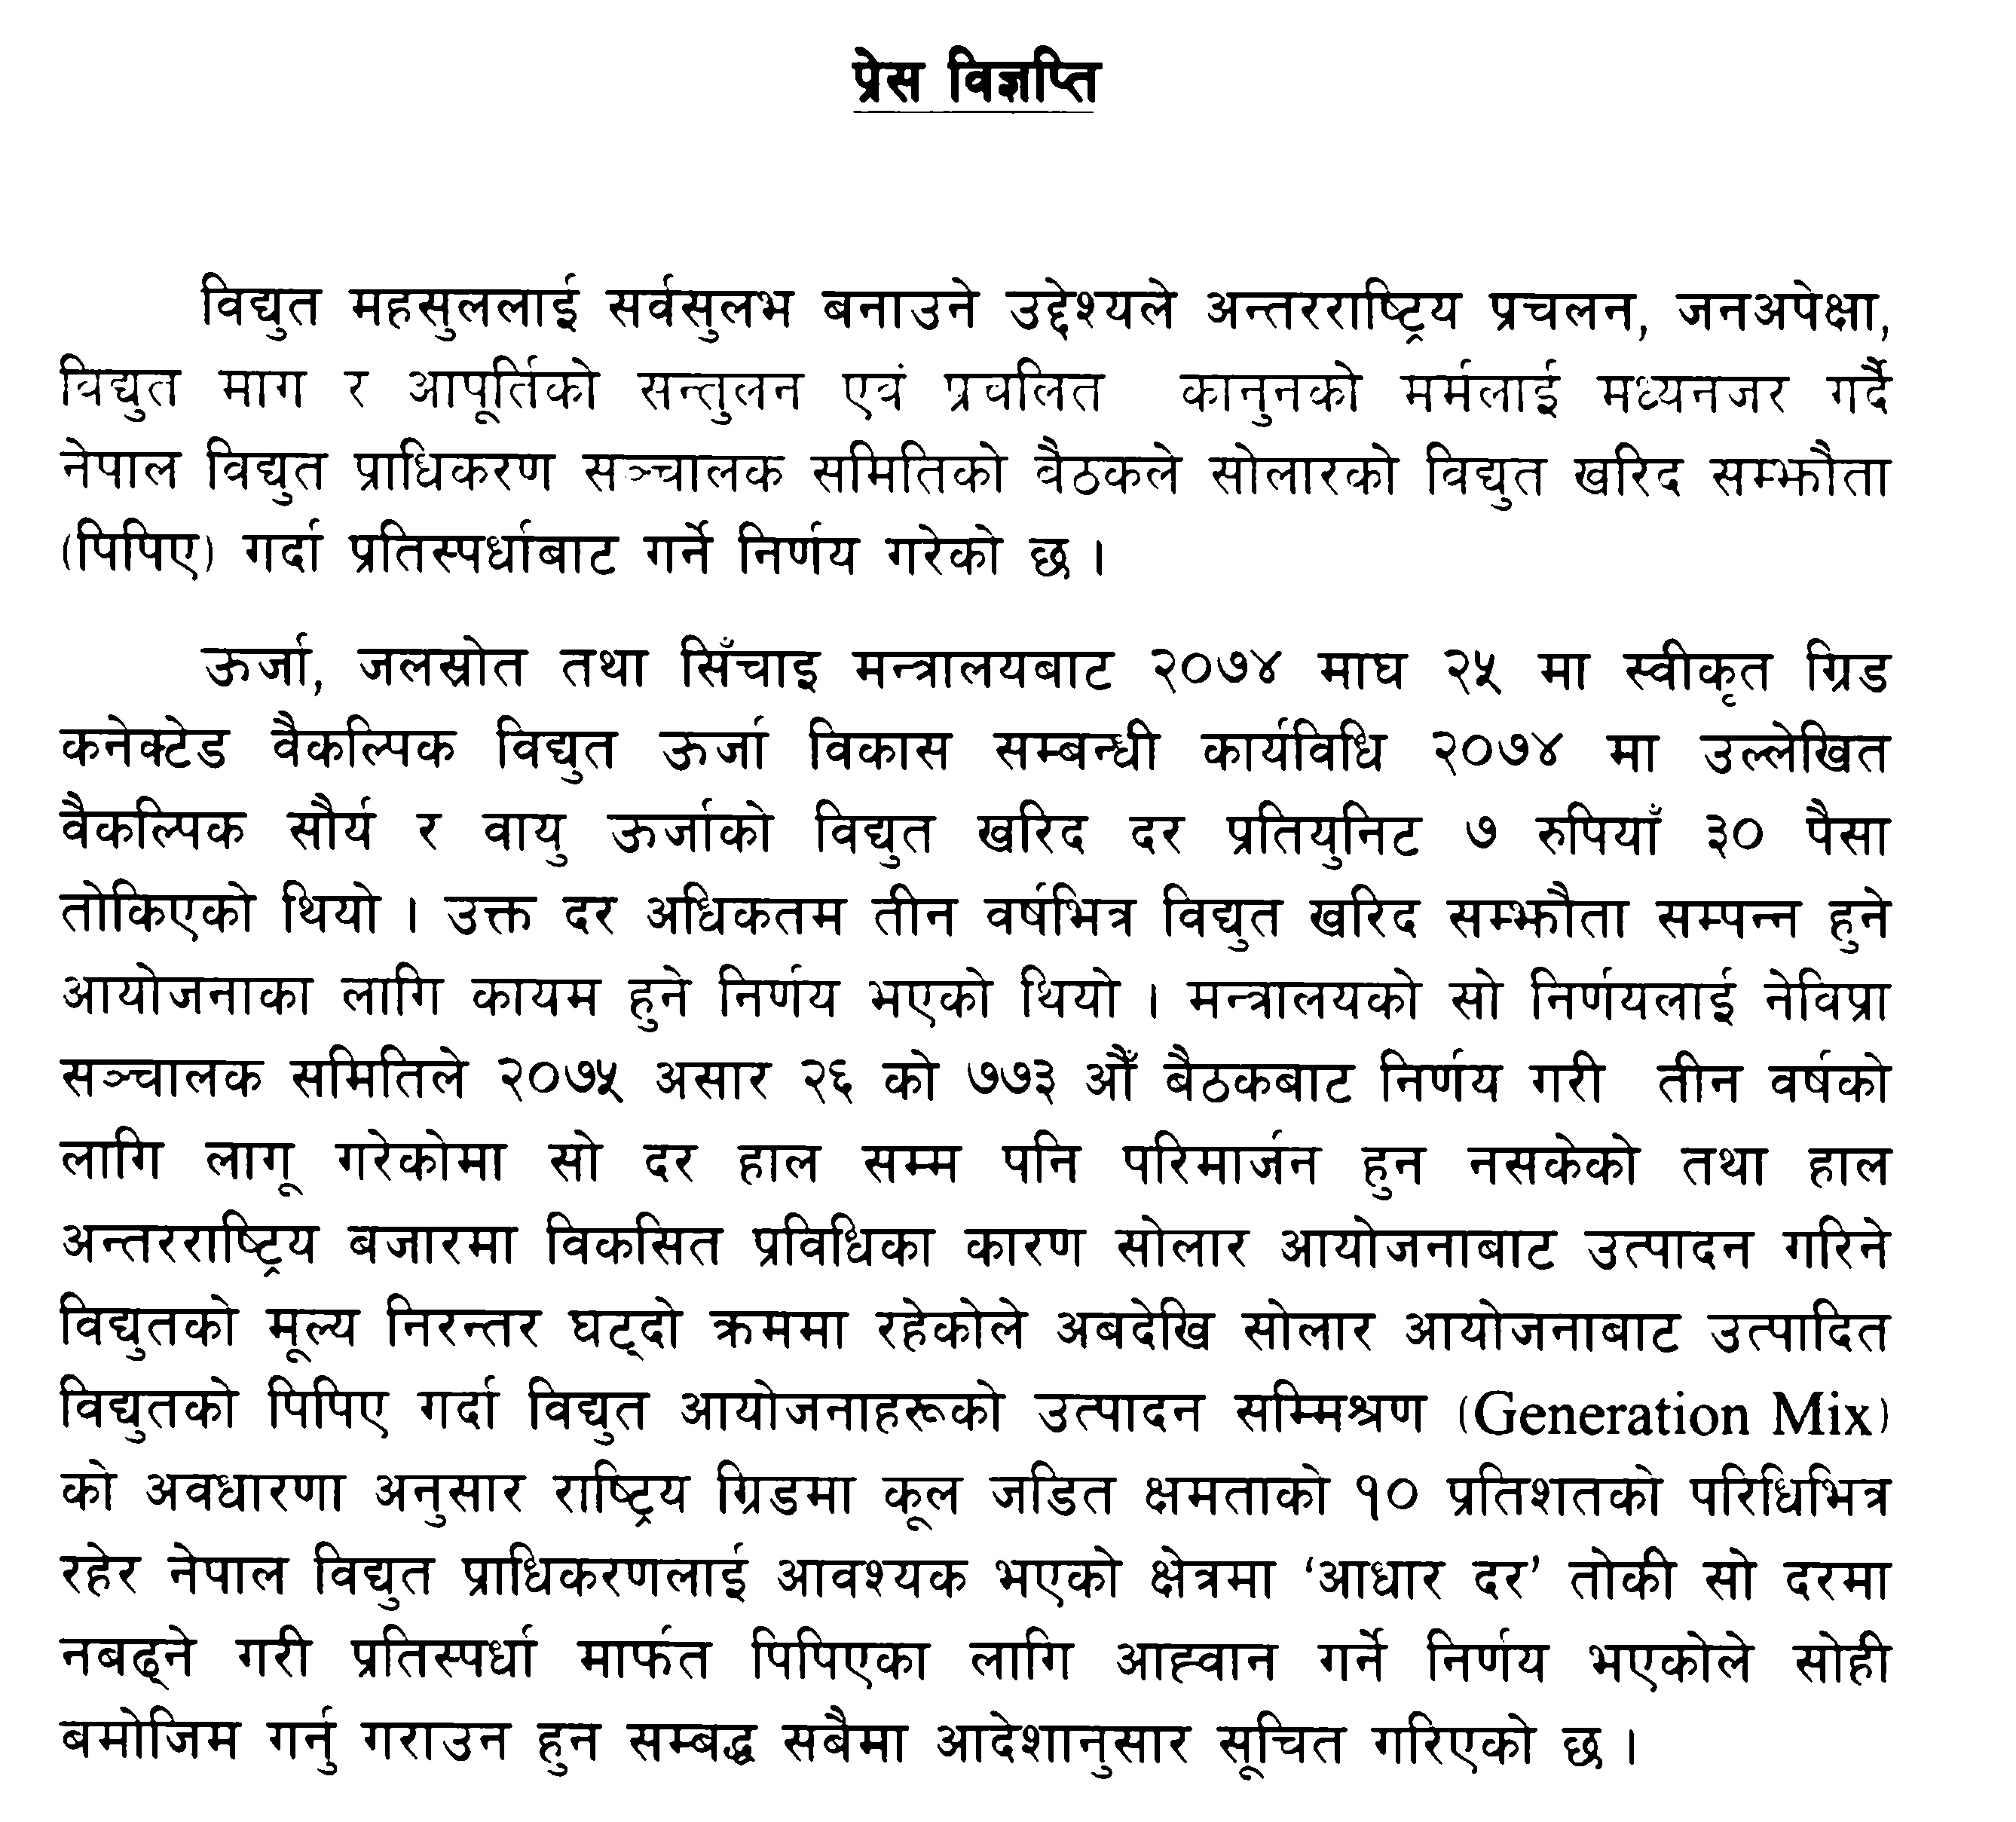 प्रेस विज्ञप्ति
विद्युत महसुललाई सर्वसुलभ बनाउने उद्देश्यले अन्तरराष्ट्रिय प्रचलन, जनअपेक्षा,
विद्युत माग र आपूर्तिको सन्तुलन एवं प्रचलित कानुनको मर्मलाई मध्यनजर गर्दै
नेपाल विद्युत प्राधिकरण सञ्चालक समितिको बैठकले सोलारको विद्युत खरिद सम्झौता
(पिपिए) गर्दा प्रतिस्पर्धाबाट गर्ने निर्णय गरेको छ ।
ऊर्जा, जलस्रोत तथा सिँचाइ मन्त्रालयबाट २०७४ माघ २५ मा स्वीकृत ग्रिड
कनेक्टेड वैकल्पिक विद्युत ऊर्जा विकास सम्बन्धी कार्यविधि २०७४ मा उल्लेखित
वैकल्पिक सौर्य र वायु ऊर्जाको विद्युत खरिद दर प्रतियुनिट ७ रुपियाँ ३० पैसा
तोकिएको थियो । उक्त दर अधिकतम तीन वर्षभित्र विद्युत खरिद सम्झौता सम्पन्न हुने
आयोजनाका लागि कायम हुने निर्णय भएको थियो । मन्त्रालयको सो निर्णयलाई नेविप्रा
सञ्चालक समितिले २०७५ असार २६ को ७७३ औँ बैठकबाट निर्णय गरी तीन वर्षको
लागि लागू गरेकोमा सो दर हाल सम्म पनि परिमार्जन हुन नसकेको तथा हाल
अन्तरराष्ट्रिय बजारमा विकसित प्रविधिका कारण सोलार आयोजनाबाट उत्पादन गरिने
विद्युतको मूल्य निरन्तर घट्दो क्रममा रहेकोले अबदेखि सोलार आयोजनाबाट उत्पादित
विद्युतको पिपिए गर्दा विद्युत आयोजनाहरूको उत्पादन सम्मिश्रण (Generation Mix)
को अवधारणा अनुसार राष्ट्रिय ग्रिडमा कूल जडित क्षमताको १० प्रतिशतको परिधिभित्र
रहेर नेपाल विद्युत प्राधिकरणलाई आवश्यक भएको क्षेत्रमा ‘आधार दर’ तोकी सो दरमा
नबढ्ने गरी प्रतिस्पर्धा मार्फत पिपिएका लागि आह्वान गर्ने निर्णय भएकोले सोही
बमोजिम गर्नु गराउन हुन सम्बद्ध सबैमा आदेशानुसार सूचित गरिएको छ ।